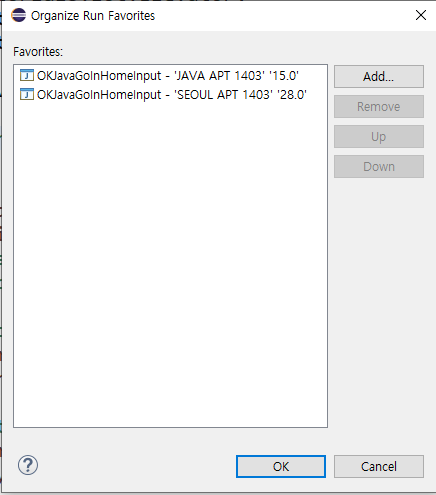 Organize Run Favorites
Favorites:
OKJavaGoInHomeInput - 'JAVA APT 1403' '15.0'
OKJavaGoInHomeInput - 'SEOUL APT 1403' '28.0'
Add...
Remove
Up
Down
OK
Cancel